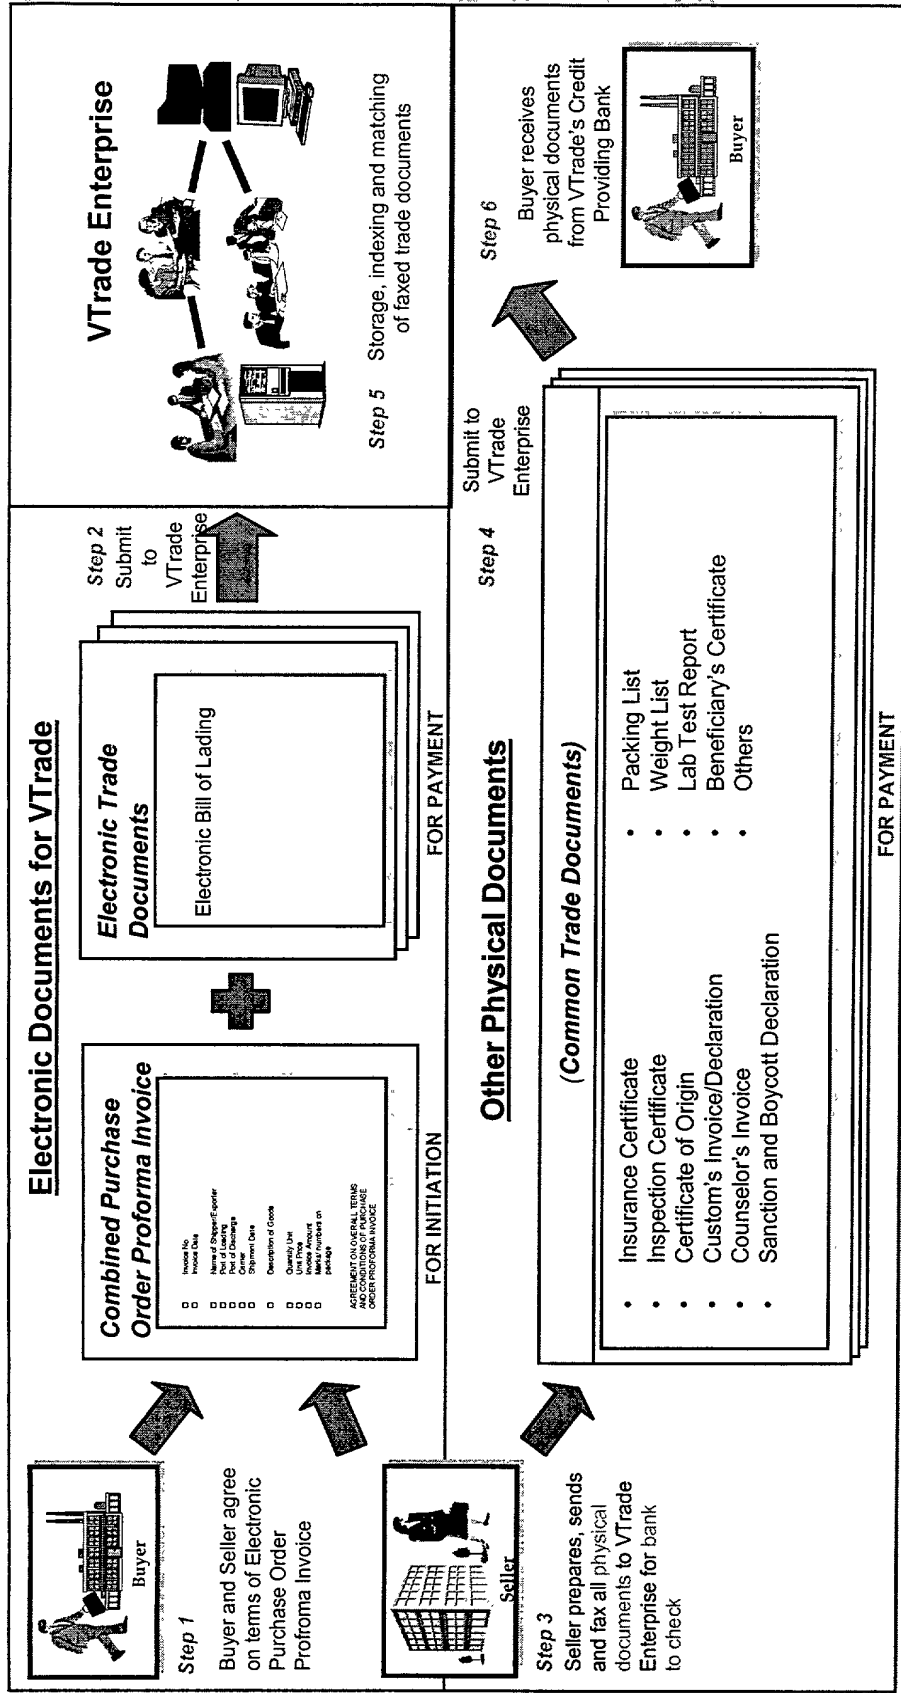 Electronic Documents for VTrade
Buyer
Step 1
Buyer and Seller agree
on terms of Electronic
Purchase Order
Profroma Invoice
Combined Purchase
Order Proforma Invoice
Invoice No
Invoice Date
Name of Shipper/Exporter
Port of Loading
Port of Discharge
Carrier
Shipment Date
Description of Goods
Quantity Unit
Unit Price
Invoice Amount
Marks/ numbers on
package
AGREEMENT ON OVERALL TERMS
AND CONDITIONS OF PURCHASE
ORDER PROFORMA INVOICE
FOR INITIATION
Electronic Trade
Documents
Electronic Bill of Lading
FOR PAYMENT
Step 2
Submit
to
VTrade
Enterprise
VTrade Enterprise
Step 5 Storage, indexing and matching
of faxed trade documents
Seller
Step 3
Seller prepares, sends
and fax all physical
documents to VTrade
Enterprise for bank
to check
Other Physical Documents
(Common Trade Documents)
• Insurance Certificate
• Inspection Certificate
• Certificate of Origin
• Custom's Invoice/Declaration
• Counselor's Invoice
• Sanction and Boycott Declaration
• Packing List
• Weight List
• Lab Test Report
• Beneficiary's Certificate
• Others
FOR PAYMENT
Step 4 Submit to
VTrade
Enterprise
Step 6
Buyer receives
physical documents
from VTrade's Credit
Providing Bank
Buyer